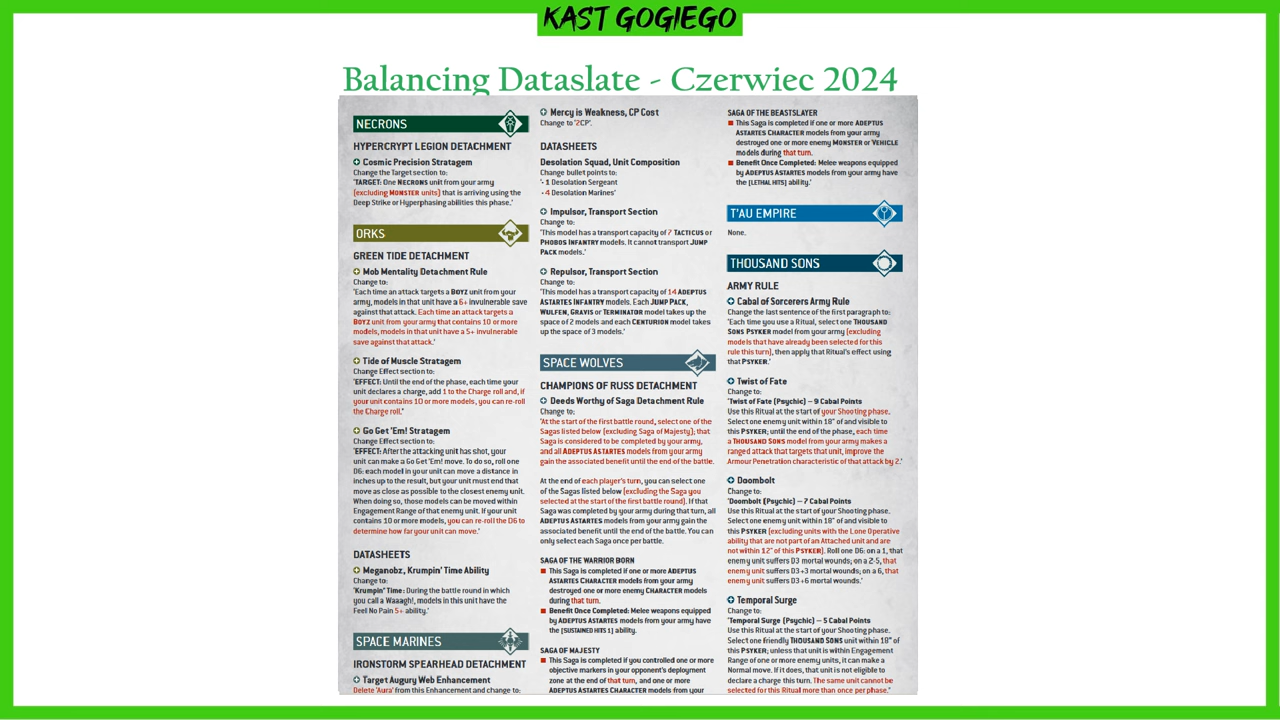 KAST GOGIEGO
Balancing Dataslate - Czerwiec 2024
NECRONS
HYPERCRYPT LEGION DETACHMENT
Cosmic Precision Stratagem
Change the Target section to:
'TARGET: One NECRONS unit from your army
(excluding MONSTER units) that is arriving using the
Deep Strike or Hyperphasing abilities this phase.'
ORKS
GREEN TIDE DETACHMENT
Mob Mentality Detachment Rule
Change to:
'Each time an attack targets a BOYZ unit from your
army, models in that unit have a 6+ invulnerable save
against that attack. Each time an attack targets a
BOYZ unit from your army that contains 10 or more
models, models in that unit have a 5+ invulnerable
save against that attack.'
Tide of Muscle Stratagem
Change Effect section to:
'EFFECT: Until the end of the phase, each time your
unit declares a charge, add 1 to the Charge roll and, if
your unit contains 10 or more models, you can re-roll
the Charge roll."
Go Get 'Em! Stratagem
Change Effect section to:
'EFFECT: After the attacking unit has shot, your
unit can make a Go Get 'Em! move. To do so, roll one
D6: each model in your unit can move a distance in
inches up to the result, but your unit must end that
move as close as possible to the closest enemy unit.
When doing so, those models can be moved within
Engagement Range of that enemy unit. If your unit
contains 10 or more models, you can re-roll the D6 to
determine how far your unit can move.'
DATASHEETS
Meganobz, Krumpin' Time Ability
Change to:
'Krumpin' Time: During the battle round in which
you call a Waaagh!, models in this unit have the
Feel No Pain 5+ ability.'
SPACE MARINES
IRONSTORM SPEARHEAD DETACHMENT
Target Augury Web Enhancement
Delete 'Aura' from this Enhancement and change to:
Mercy is Weakness, CP Cost
Change to '2CP'.
DATASHEETS
Desolation Squad, Unit Composition
Change bullet points to:
'· 1 Desolation Sergeant
· 4 Desolation Marines'
Impulsor, Transport Section
Change to:
'This model has a transport capacity of 7 TACTICUS or
PHOBOS INFANTRY models. It cannot transport JUMP
PACK models.'
Repulsor, Transport Section
Change to:
'This model has a transport capacity of 14 ADEPTUS
ASTARTES INFANTRY models. Each JUMP PACK,
WULFEN, GRAVIS or TERMINATOR model takes up the
space of 2 models and each CENTURION model takes
up the space of 3 models.'
SPACE WOLVES
CHAMPIONS OF RUSS DETACHMENT
Deeds Worthy of Saga Detachment Rule
Change to:
'At the start of the first battle round, select one of the
Sagas listed below (excluding Saga of Majesty); that
Saga is considered to be completed by your army,
and all ADEPTUS ASTARTES models from your army
gain the associated benefit until the end of the battle.
At the end of each player's turn, you can select one
of the Sagas listed below (excluding the Saga you
selected at the start of the first battle round). If that
Saga was completed by your army during that turn, all
ADEPTUS ASTARTES models from your army gain the
associated benefit until the end of the battle. You can
only select each Saga once per battle.
SAGA OF THE WARRIOR BORN
This Saga is completed if one or more ADEPTUS
ASTARTES CHARACTER models from your army
destroyed one or more enemy CHARACTER models
during that turn.
Benefit Once Completed: Melee weapons equipped
by ADEPTUS ASTARTES models from your army have
the [SUSTAINED HITS 1] ability.
SAGA OF MAJESTY
This Saga is completed if you controlled one or more
objective markers in your opponent's deployment
zone at the end of that turn, and one or more
ADEPTUS ASTARTES CHARACTER models from your
SAGA OF THE BEASTSLAYER
This Saga is completed if one or more ADEPTUS
ASTARTES CHARACTER models from your army
destroyed one or more enemy MONSTER or VEHICLE
models during that turn.
Benefit Once Completed: Melee weapons equipped
by ADEPTUS ASTARTES models from your army have
the [LETHAL HITS] ability.'
T'AU EMPIRE
None.
THOUSAND SONS
ARMY RULE
Cabal of Sorcerers Army Rule
Change the last sentence of the first paragraph to:
'Each time you use a Ritual, select one THOUSAND
SONS PSYKER model from your army (excluding
models that have already been selected for this
rule this turn), then apply that Ritual's effect using
that PSYKER.'
Twist of Fate
Change to:
'Twist of Fate (Psychic) – 9 Cabal Points
Use this Ritual at the start of your Shooting phase.
Select one enemy unit within 18" of and visible to
this PSYKER; until the end of the phase, each time
a THOUSAND SONS model from your army makes a
ranged attack that targets that unit, improve the
Armour Penetration characteristic of that attack by 2.'
Doombolt
Change to:
'Doombolt (Psychic) – 7 Cabal Points
Use this Ritual at the start of your Shooting phase.
Select one enemy unit within 18" of and visible to
this PSYKER (excluding units with the Lone Operative
ability that are not part of an Attached unit and are
not within 12" of this PSYKER). Roll one D6: on a 1, that
enemy unit suffers D3 mortal wounds; on a 2-5, that
enemy unit suffers D3+3 mortal wounds; on a 6, that
enemy unit suffers D3+6 mortal wounds.'
Temporal Surge
Change to:
'Temporal Surge (Psychic) – 5 Cabal Points
Use this Ritual at the start of your Shooting phase.
Select one friendly THOUSAND SONS unit within 18" of
this PSYKER; unless that unit is within Engagement
Range of one or more enemy units, it can make a
Normal move. If it does, that unit is not eligible to
declare a charge this turn. The same unit cannot be
selected for this Ritual more than once per phase."